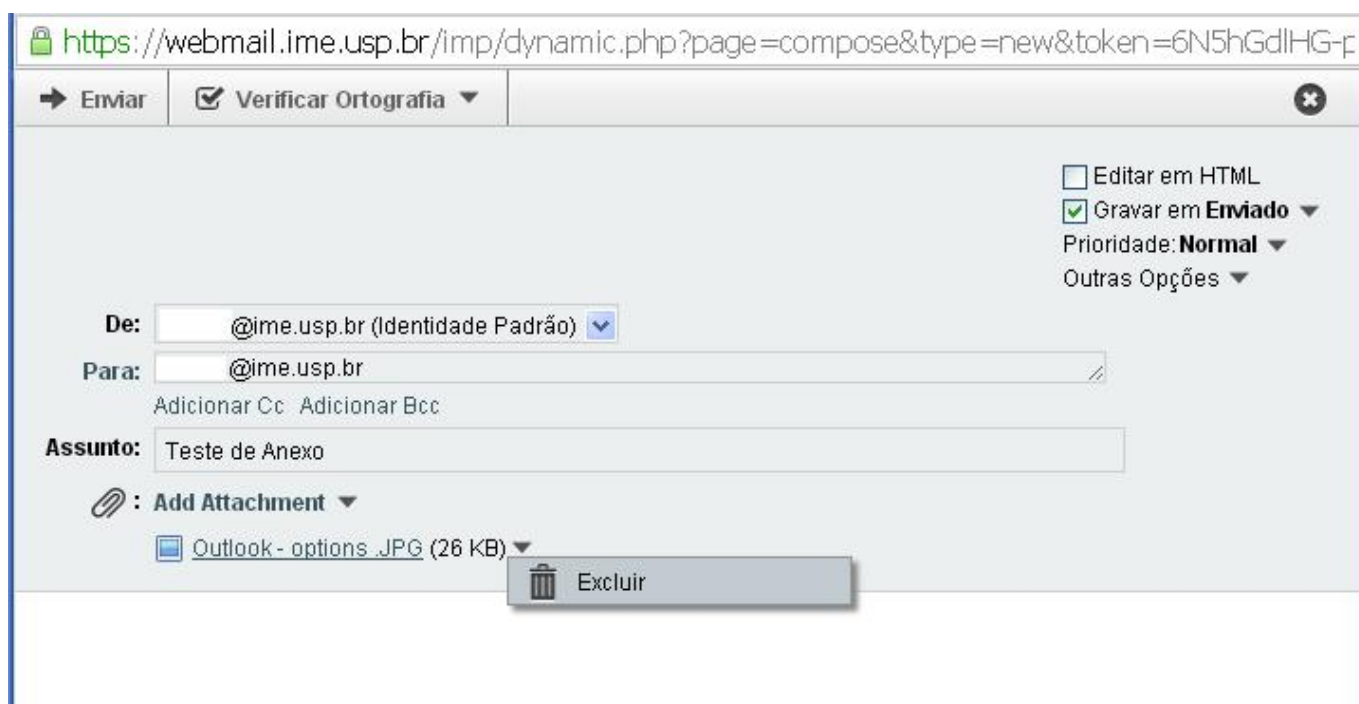 https://webmail.ime.usp.br/imp/dynamic.php?page=compose&type=new&token=6N5hGdlHG-p
Enviar Verificar Ortografia
Editar em HTML
Gravar em Enviado
Prioridade: Normal
Outras Opções
De: @ime.usp.br (Identidade Padrão)
Para: @ime.usp.br
Adicionar Cc Adicionar Bcc
Assunto: Teste de Anexo
: Add Attachment
Outlook - options .JPG (26 KB)
Excluir